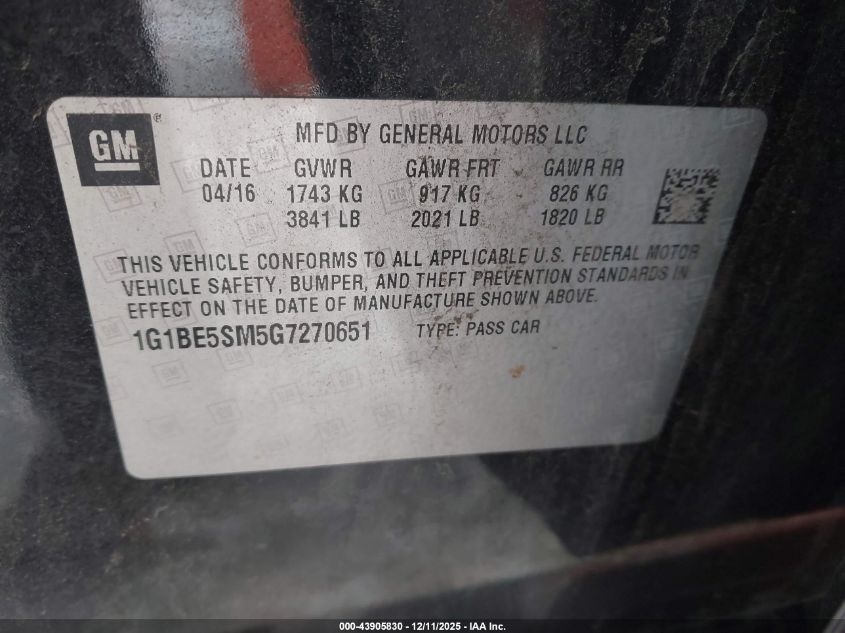 GM®
MFD BY GENERAL MOTORS LLC
DATE GVWR GAWR FRT GAWR RR
04/16 1743 KG 917 KG 826 KG
3841 LB 2021 LB 1820 LB
THIS VEHICLE CONFORMS TO ALL APPLICABLE U.S. FEDERAL MOTOR
VEHICLE SAFETY, BUMPER, AND THEFT PREVENTION STANDARDS IN
EFFECT ON THE DATE OF MANUFACTURE SHOWN ABOVE.
1G1BE5SM5G7270651 TYPE: PASS CAR
000-43905830 - 12/11/2025 - IAA Inc.